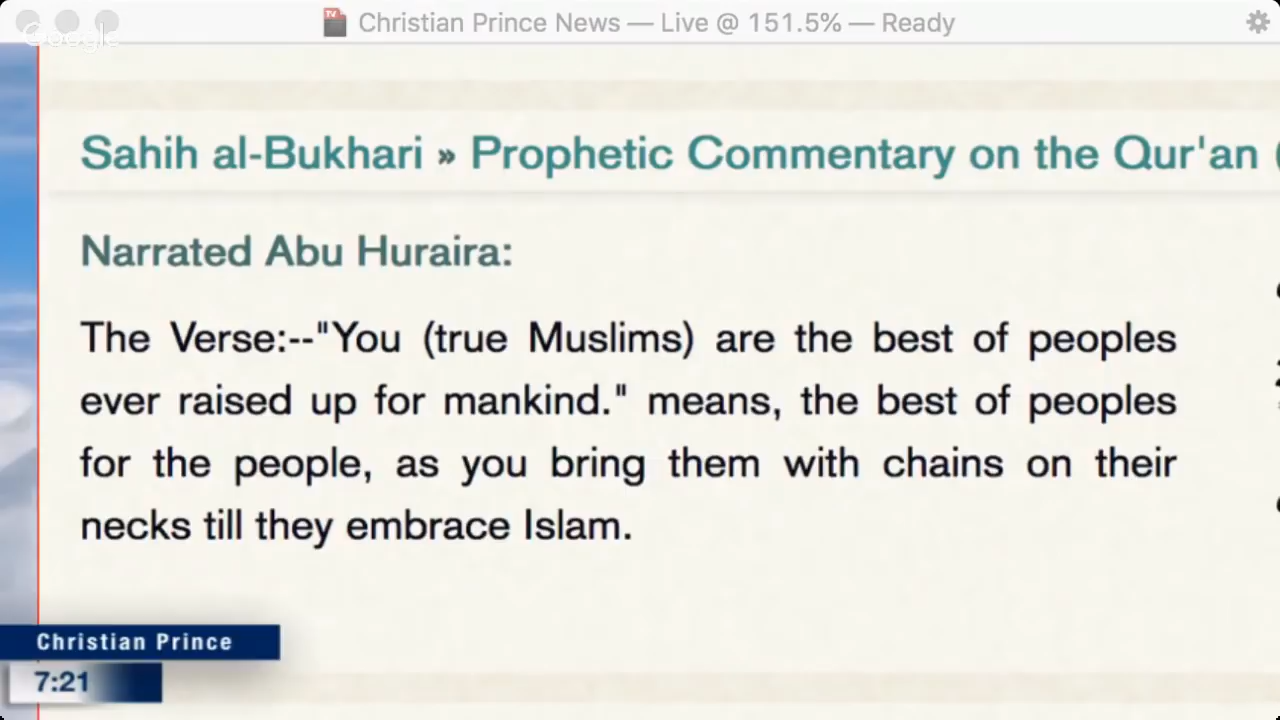 Christian Prince News — Live @ 151.5% — Ready
Google
Sahih al-Bukhari » Prophetic Commentary on the Qur'an (
Narrated Abu Huraira:
The Verse:--"You (true Muslims) are the best of peoples
ever raised up for mankind." means, the best of peoples
for the people, as you bring them with chains on their
necks till they embrace Islam.
Christian Prince
7:21